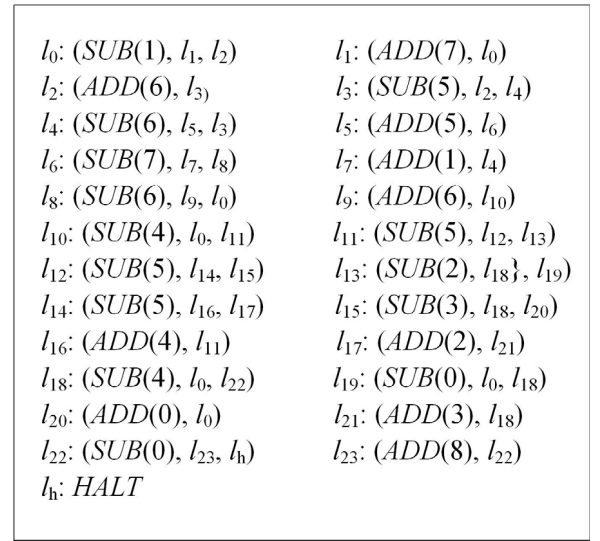 l₀: (SUB(1), l₁, l₂) l₁: (ADD(7), l₀)
l₂: (ADD(6), l₃₎ l₃: (SUB(5), l₂, l₄)
l₄: (SUB(6), l₅, l₃) l₅: (ADD(5), l₆)
l₆: (SUB(7), l₇, l₈) l₇: (ADD(1), l₄)
l₈: (SUB(6), l₉, l₀) l₉: (ADD(6), l₁₀)
l₁₀: (SUB(4), l₀, l₁₁) l₁₁: (SUB(5), l₁₂, l₁₃)
l₁₂: (SUB(5), l₁₄, l₁₅) l₁₃: (SUB(2), l₁₈}, l₁₉)
l₁₄: (SUB(5), l₁₆, l₁₇) l₁₅: (SUB(3), l₁₈, l₂₀)
l₁₆: (ADD(4), l₁₁) l₁₇: (ADD(2), l₂₁)
l₁₈: (SUB(4), l₀, l₂₂) l₁₉: (SUB(0), l₀, l₁₈)
l₂₀: (ADD(0), l₀) l₂₁: (ADD(3), l₁₈)
l₂₂: (SUB(0), l₂₃, lₕ) l₂₃: (ADD(8), l₂₂)
lₕ: HALT